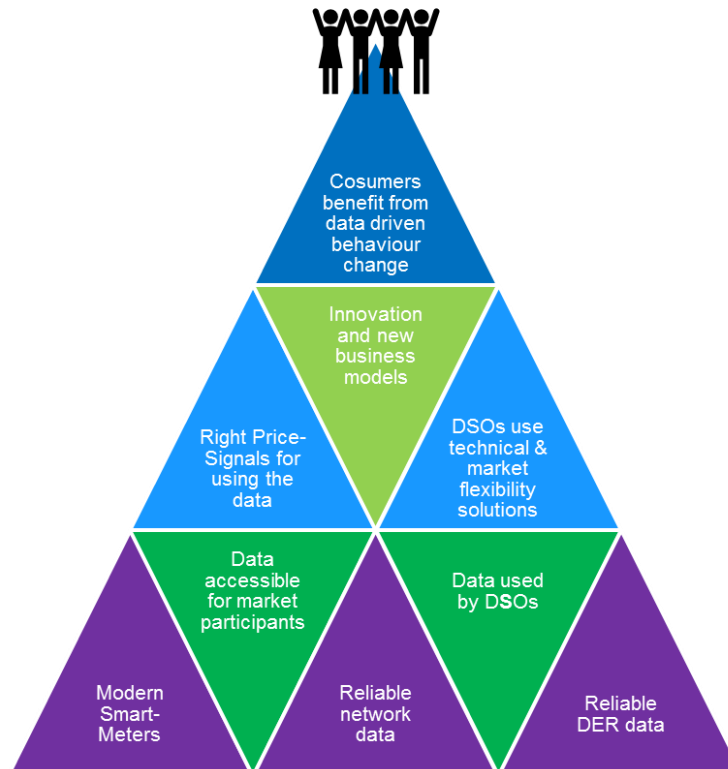 Cosumers
benefit from
data driven
behaviour
change
Innovation
and new
business
models
Right Price-
Signals for
using the
data
DSOs use
technical &
market
flexibility
solutions
Data
accessible
for market
participants
Data used
by DSOs
Modern
Smart-
Meters
Reliable
network
data
Reliable
DER data